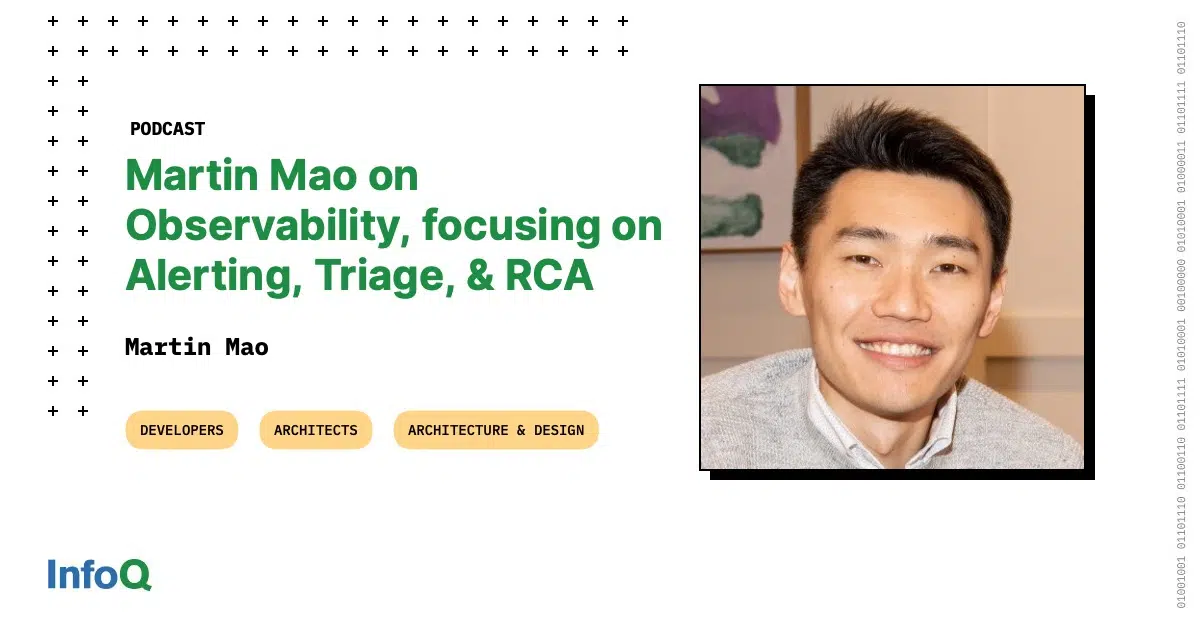 PODCAST
Martin Mao on
Observability, focusing on
Alerting, Triage, & RCA
Martin Mao
DEVELOPERS
ARCHITECTS
ARCHITECTURE & DESIGN
InfoQ
01001001 01101110 01100110 01101111 01010001 00100000 01010001 01000011 01101111 01101110